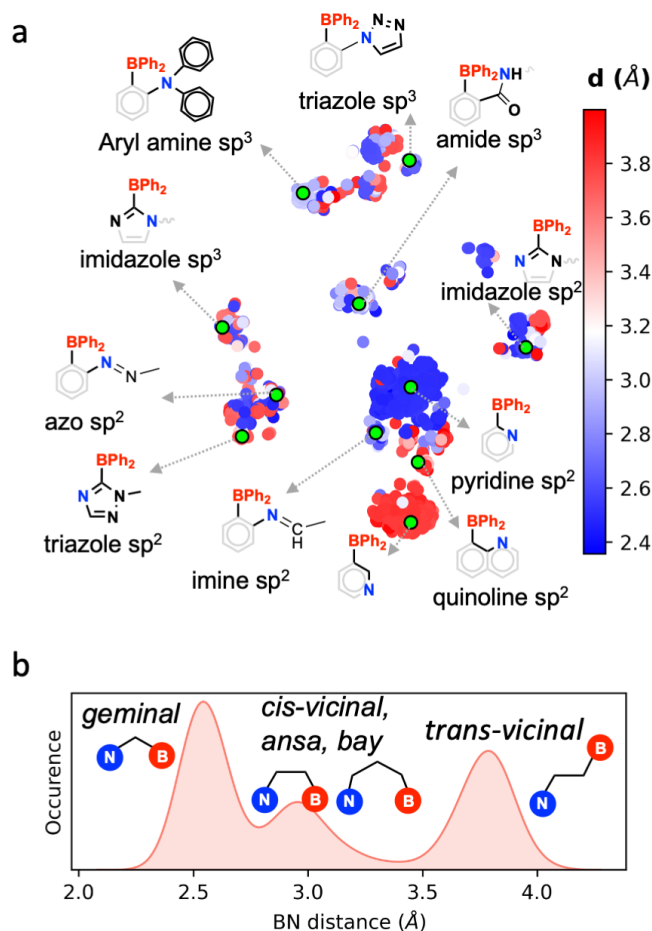 a
BPh2
N
Aryl amine sp3
BPh2
N
N
N
triazole sp3
BPh2
NH
O
amide sp3
d (Å)
3.8
3.6
3.4
3.2
3.0
2.8
2.6
2.4
BPh2
N
N
imidazole sp3
BPh2
N
N
imidazole sp2
BPh2
N
N
azo sp2
BPh2
N
pyridine sp2
BPh2
N
N
N
triazole sp2
BPh2
N
H
imine sp2
BPh2
N
BPh2
N
quinoline sp2
b
Occurence
geminal
N B
cis-vicinal,
ansa, bay
N B N B
trans-vicinal
B
N
2.0 2.5 3.0 3.5 4.0
BN distance (Å)